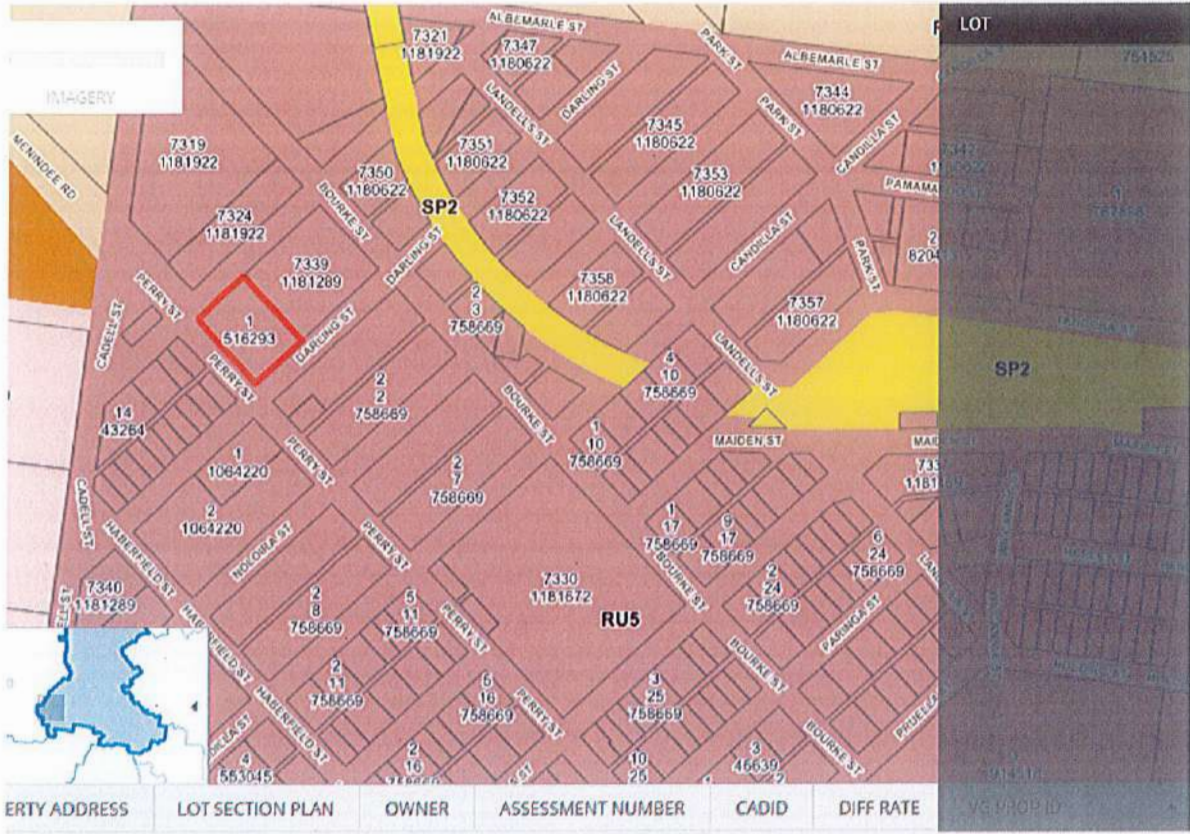 LOT
IMAGERY
ALBEMARLE ST
7321
1181922
7347
1180622
PARK ST
ALBEMARLE ST
751525
LANDELLS ST
DARLING ST
7344
1180622
PARK ST
7345
1180622
CANDILLA ST
MENINDEE RD
7319
1181922
7351
1180622
7350
1180622
7353
1180622
BOURKE ST
SP2
7352
1180622
7324
1181922
LANDELLS ST
CANDILLA ST
PARK ST
DARLING ST
7339
1181289
7358
1180622
7357
1180622
PERRY ST
CADELL ST
1
516293
DARLING ST
2
3
758669
LANDELLS ST
SP2
PERRY ST
4
10
758669
2
2
758669
BOURKE ST
14
43264
1
10
758669
MAIDEN ST
1
1064220
PERRY ST
2
7
758669
CADELL ST
2
1064220
HABERFIELD ST
NOLOBLA ST
PERRY ST
1
17
758669
9
17
758669
6
24
758669
BOURKE ST
7330
1181672
2
24
758669
7340
1181289
2
8
758669
5
11
758669
RU5
PERRY ST
PARINGA ST
HABERFIELD ST
BOURKE ST
2
11
758669
5
16
758669
3
25
758669
PERRY ST
HABERFIELD ST
BOURKE ST
4
553045
2
16
10
25
3
46639
ERTY ADDRESS
LOT SECTION PLAN
OWNER
ASSESSMENT NUMBER
CADID
DIFF RATE
VG PROP ID